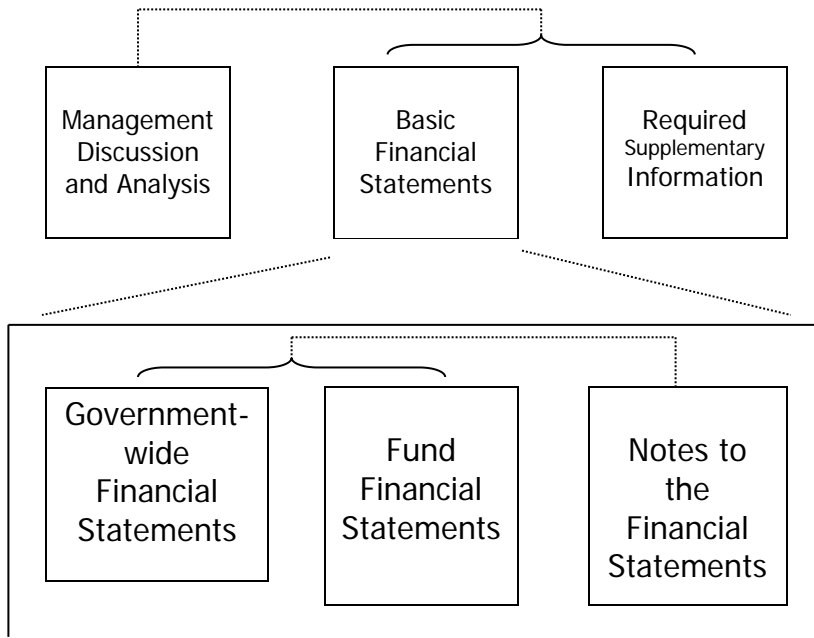 Management
Discussion
and Analysis
Basic
Financial
Statements
Required
Supplementary
Information
Government-
wide
Financial
Statements
Fund
Financial
Statements
Notes to
the
Financial
Statements